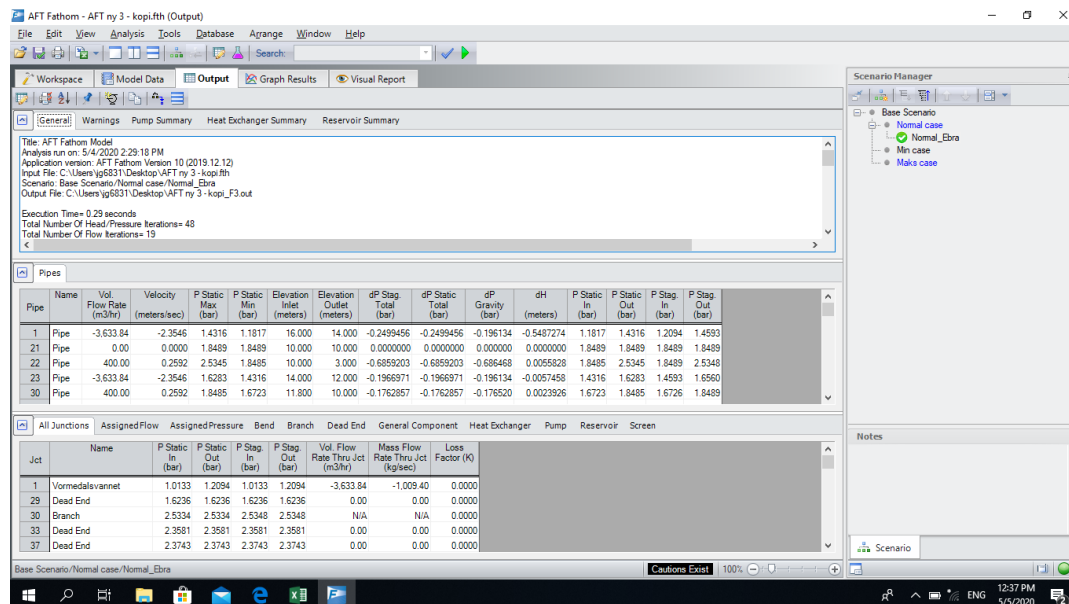 AFT Fathom - AFT ny 3 - kopi.fth (Output)
File Edit View Analysis Tools Database Arrange Window Help
Search:
Workspace Model Data Output Graph Results Visual Report
General Warnings Pump Summary Heat Exchanger Summary Reservoir Summary
Title: AFT Fathom Model
Analysis run on: 5/4/2020 2:29:18 PM
Application version: AFT Fathom Version 10 (2019.12.12)
Input File: C:\Users\jg6831\Desktop\AFT ny 3 - kopi.fth
Scenario: Base Scenario/Normal case/Normal_Ebra
Output File: C:\Users\jg6831\Desktop\AFT ny 3 - kopi_F3.out
Execution Time= 0.29 seconds
Total Number Of Head/Pressure Iterations= 48
Total Number Of Flow Iterations= 19
Pipes
Pipe Name Vol. Flow Rate (m3/hr) Velocity (meters/sec) P Static Max (bar) P Static Min (bar) Elevation Inlet (meters) Elevation Outlet (meters) dP Stag. Total (bar) dP Static Total (bar) dP Gravity (bar) dH (meters) P Static In (bar) P Static Out (bar) P Stag. In (bar) P Stag. Out (bar)
1 Pipe -3,633.84 -2.3546 1.4316 1.1817 16.000 14.000 -0.2499456 -0.2499456 -0.196134 -0.5487274 1.1817 1.4316 1.2094 1.4593
21 Pipe 0.00 0.0000 1.8489 1.8489 10.000 10.000 0.0000000 0.0000000 0.000000 0.0000000 1.8489 1.8489 1.8489 1.8489
22 Pipe 400.00 0.2592 2.5345 1.8485 10.000 3.000 -0.6859203 -0.6859203 -0.686468 0.0055828 1.8485 2.5345 1.8489 2.5348
23 Pipe -3,633.84 -2.3546 1.6283 1.4316 14.000 12.000 -0.1966971 -0.1966971 -0.196134 -0.0057458 1.4316 1.6283 1.4593 1.6560
30 Pipe 400.00 0.2592 1.8485 1.6723 11.800 10.000 -0.1762857 -0.1762857 -0.176520 0.0023926 1.6723 1.8485 1.6726 1.8489
All Junctions Assigned Flow Assigned Pressure Bend Branch Dead End General Component Heat Exchanger Pump Reservoir Screen
Jct Name P Static In (bar) P Static Out (bar) P Stag. In (bar) P Stag. Out (bar) Vol. Flow Rate Thru Jct (m3/hr) Mass Flow Rate Thru Jct (kg/sec) Loss Factor (K)
1 Vormedalsvannet 1.0133 1.2094 1.0133 1.2094 -3,633.84 -1,009.40 0.0000
29 Dead End 1.6236 1.6236 1.6236 1.6236 0.00 0.00 0.0000
30 Branch 2.5334 2.5334 2.5348 2.5348 N/A N/A 0.0000
33 Dead End 2.3581 2.3581 2.3581 2.3581 0.00 0.00 0.0000
37 Dead End 2.3743 2.3743 2.3743 2.3743 0.00 0.00 0.0000
Base Scenario/Normal case/Normal_Ebra Cautions Exist 100%
Scenario Manager
Base Scenario
Normal case
Normal_Ebra
Min case
Maks case
Notes
Scenario
ENG
12:37 PM
5/5/2020